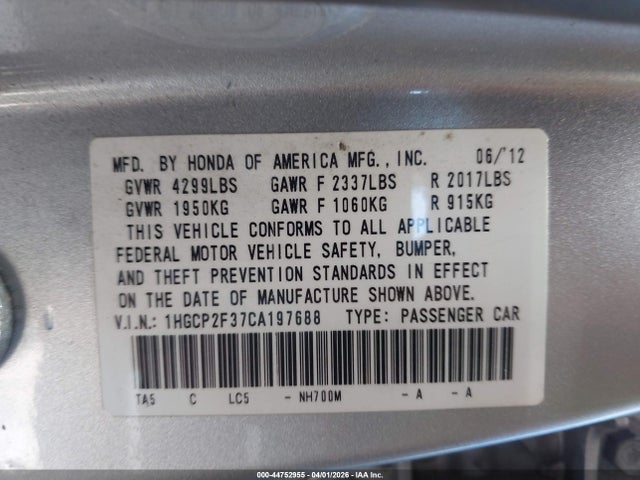 MFD. BY HONDA OF AMERICA MFG., INC. 06/'12
GVWR 4299LBS GAWR F 2337LBS R 2017LBS
GVWR 1950KG GAWR F 1060KG R 915KG
THIS VEHICLE CONFORMS TO ALL APPLICABLE
FEDERAL MOTOR VEHICLE SAFETY, BUMPER,
AND THEFT PREVENTION STANDARDS IN EFFECT
ON THE DATE OF MANUFACTURE SHOWN ABOVE.
V.I.N.: 1HGCP2F37CA197688 TYPE: PASSENGER CAR
TA5 C LC5 - NH700M - A - A
000-44752955 - 04/01/2026 - IAA Inc.